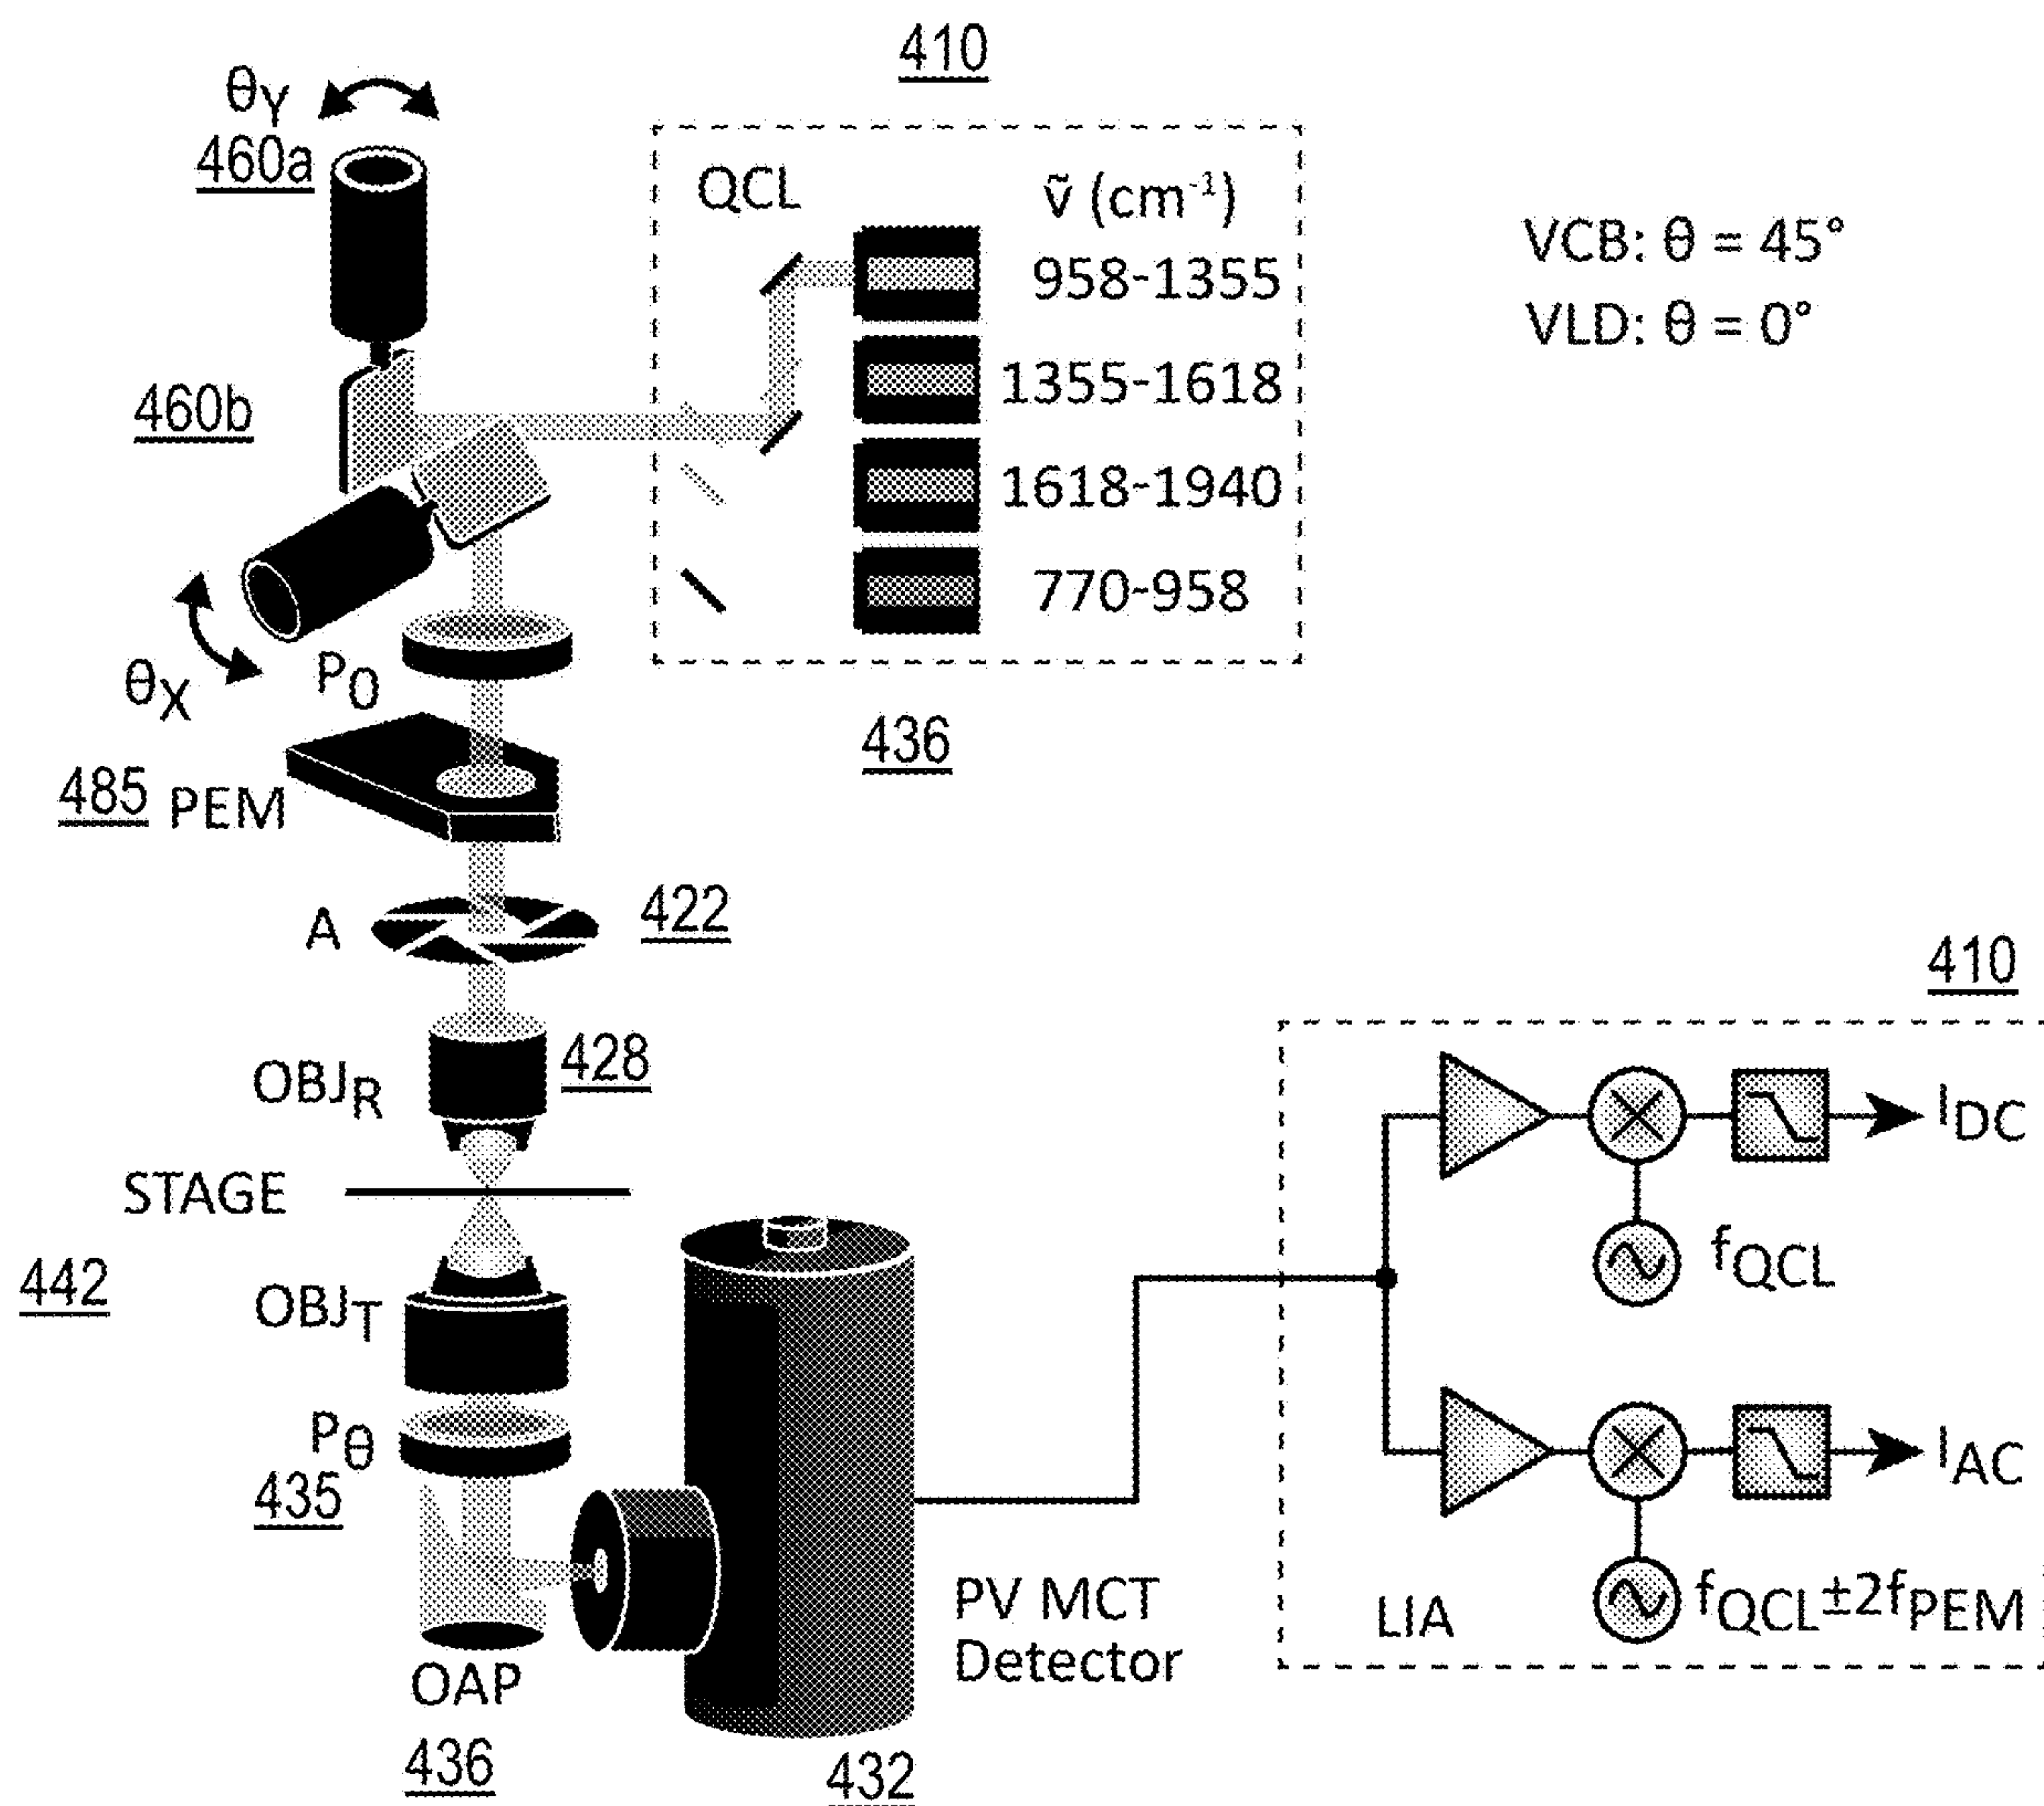 410
θY
460a
QCL
ṽ (cm-1)
958-1355
1355-1618
1618-1940
770-958
VCB: θ = 45°
VLD: θ = 0°
460b
θX
P0
436
485 PEM
A
422
410
OBJR
428
STAGE
442
OBJT
Pθ
435
OAP
436
432
PV MCT
Detector
IDC
fQCL
IAC
LIA
fQCL±2fPEM